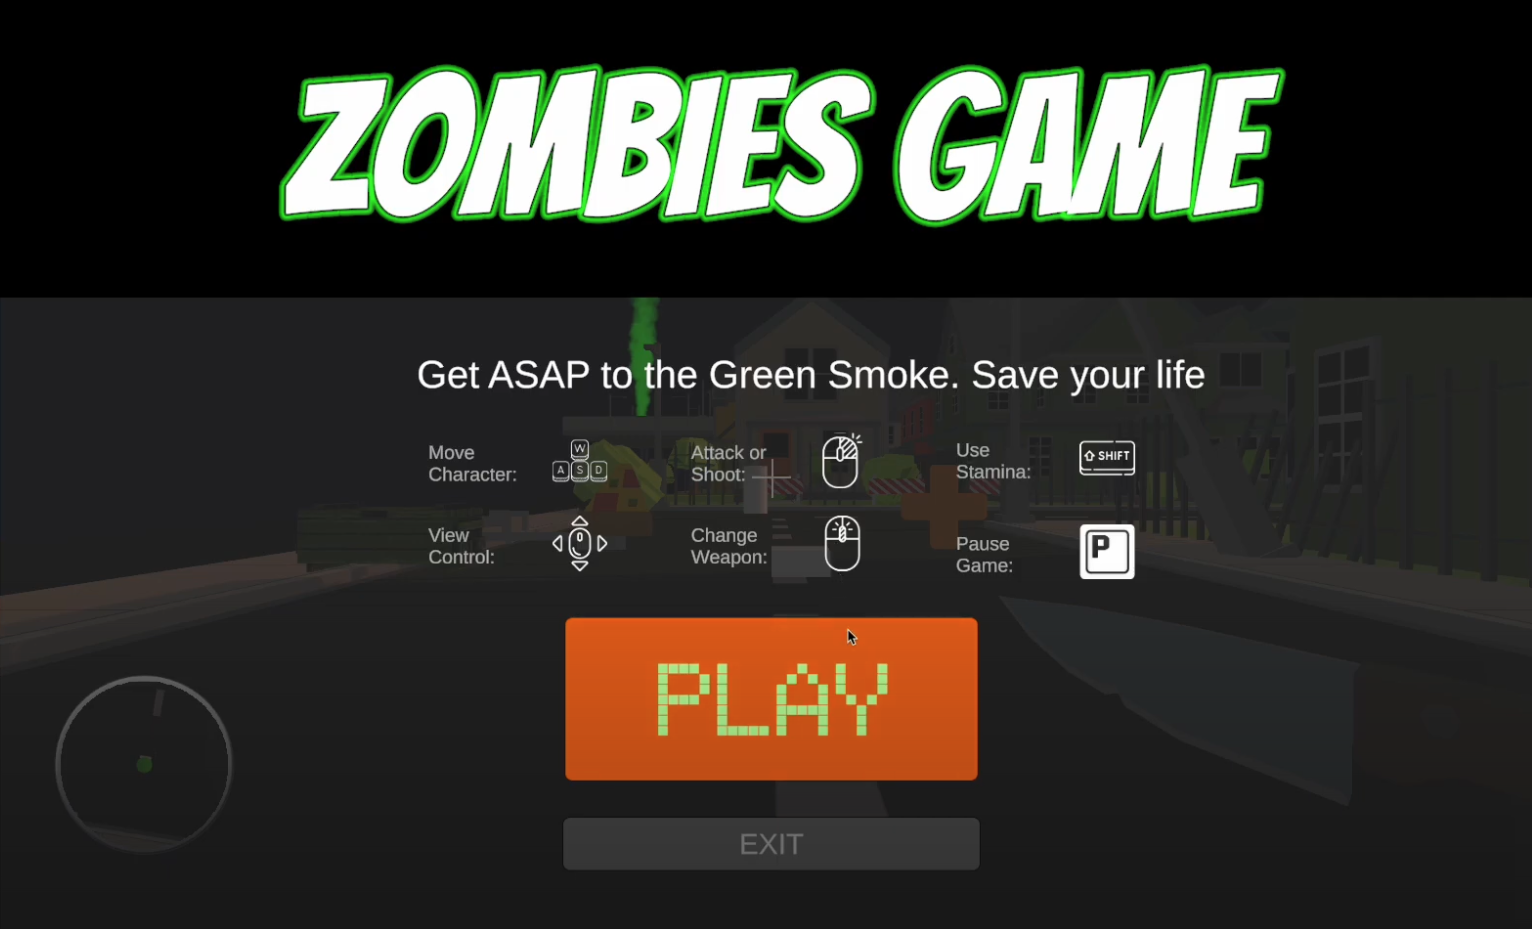 ZOMBIES GAME
Get ASAP to the Green Smoke. Save your life
Move
Character:
W
A S D
Attack or
Shoot:
Use
Stamina:
SHIFT
View
Control:
Change
Weapon:
Pause
Game:
P
PLAY
EXIT